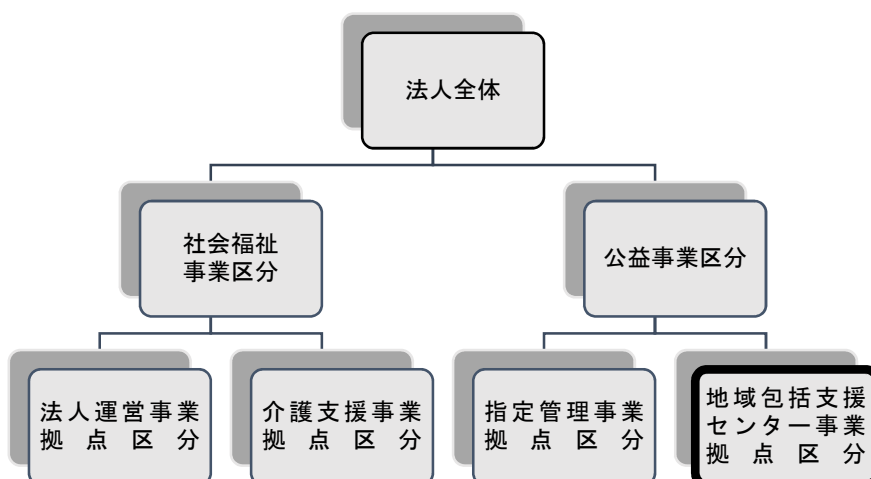 法人全体
社会福祉
事業区分
公益事業区分
法人運営事業
拠点区分
介護支援事業
拠点区分
指定管理事業
拠点区分
地域包括支援
センター事業
拠点区分